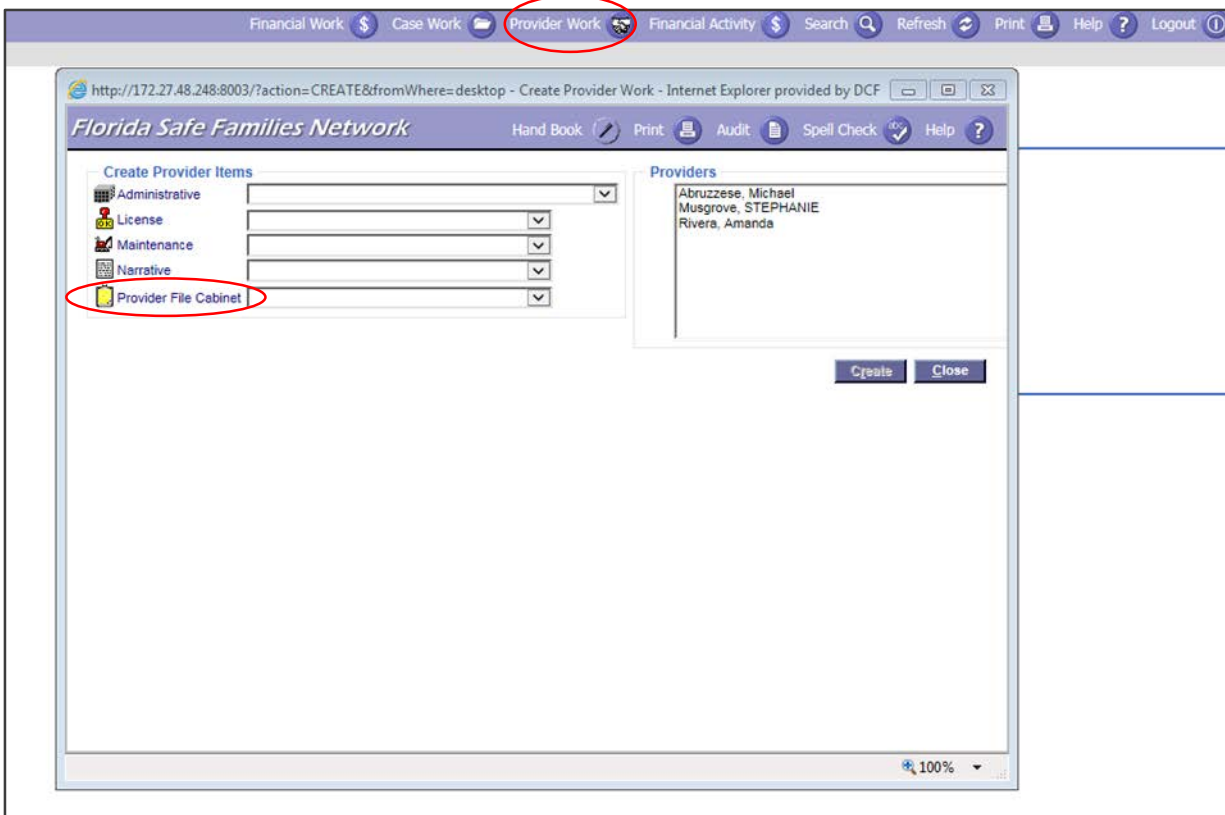 Financial Work $ Case Work Provider Work Financial Activity $ Search Refresh Print Help ? Logout
http://172.27.48.248:8003/?action=CREATE&fromWhere=desktop - Create Provider Work - Internet Explorer provided by DCF
Florida Safe Families Network Hand Book Print Audit abc Spell Check Help ?
Create Provider Items
Administrative
OK License
Maintenance
Narrative
Provider File Cabinet
Providers
Abruzzese, Michael
Musgrove, STEPHANIE
Rivera, Amanda
Create Close
100%